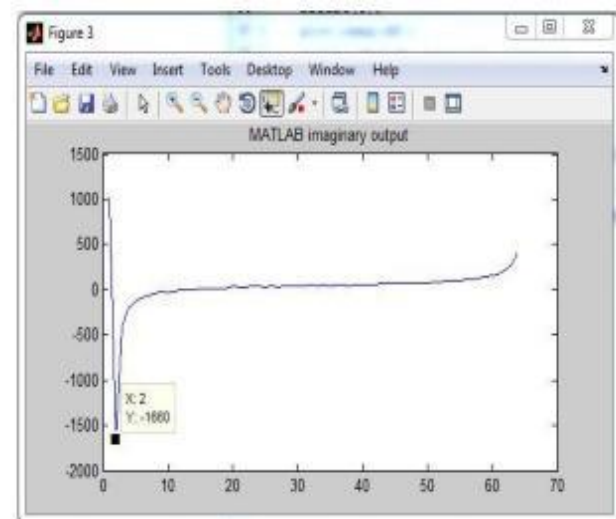 Figure 3
File Edit View Insert Tools Desktop Window Help
MATLAB imaginary output
1500
1000
500
0
-500
-1000
-1500
-2000
X: 2
Y: -1660
0 10 20 30 40 50 60 70